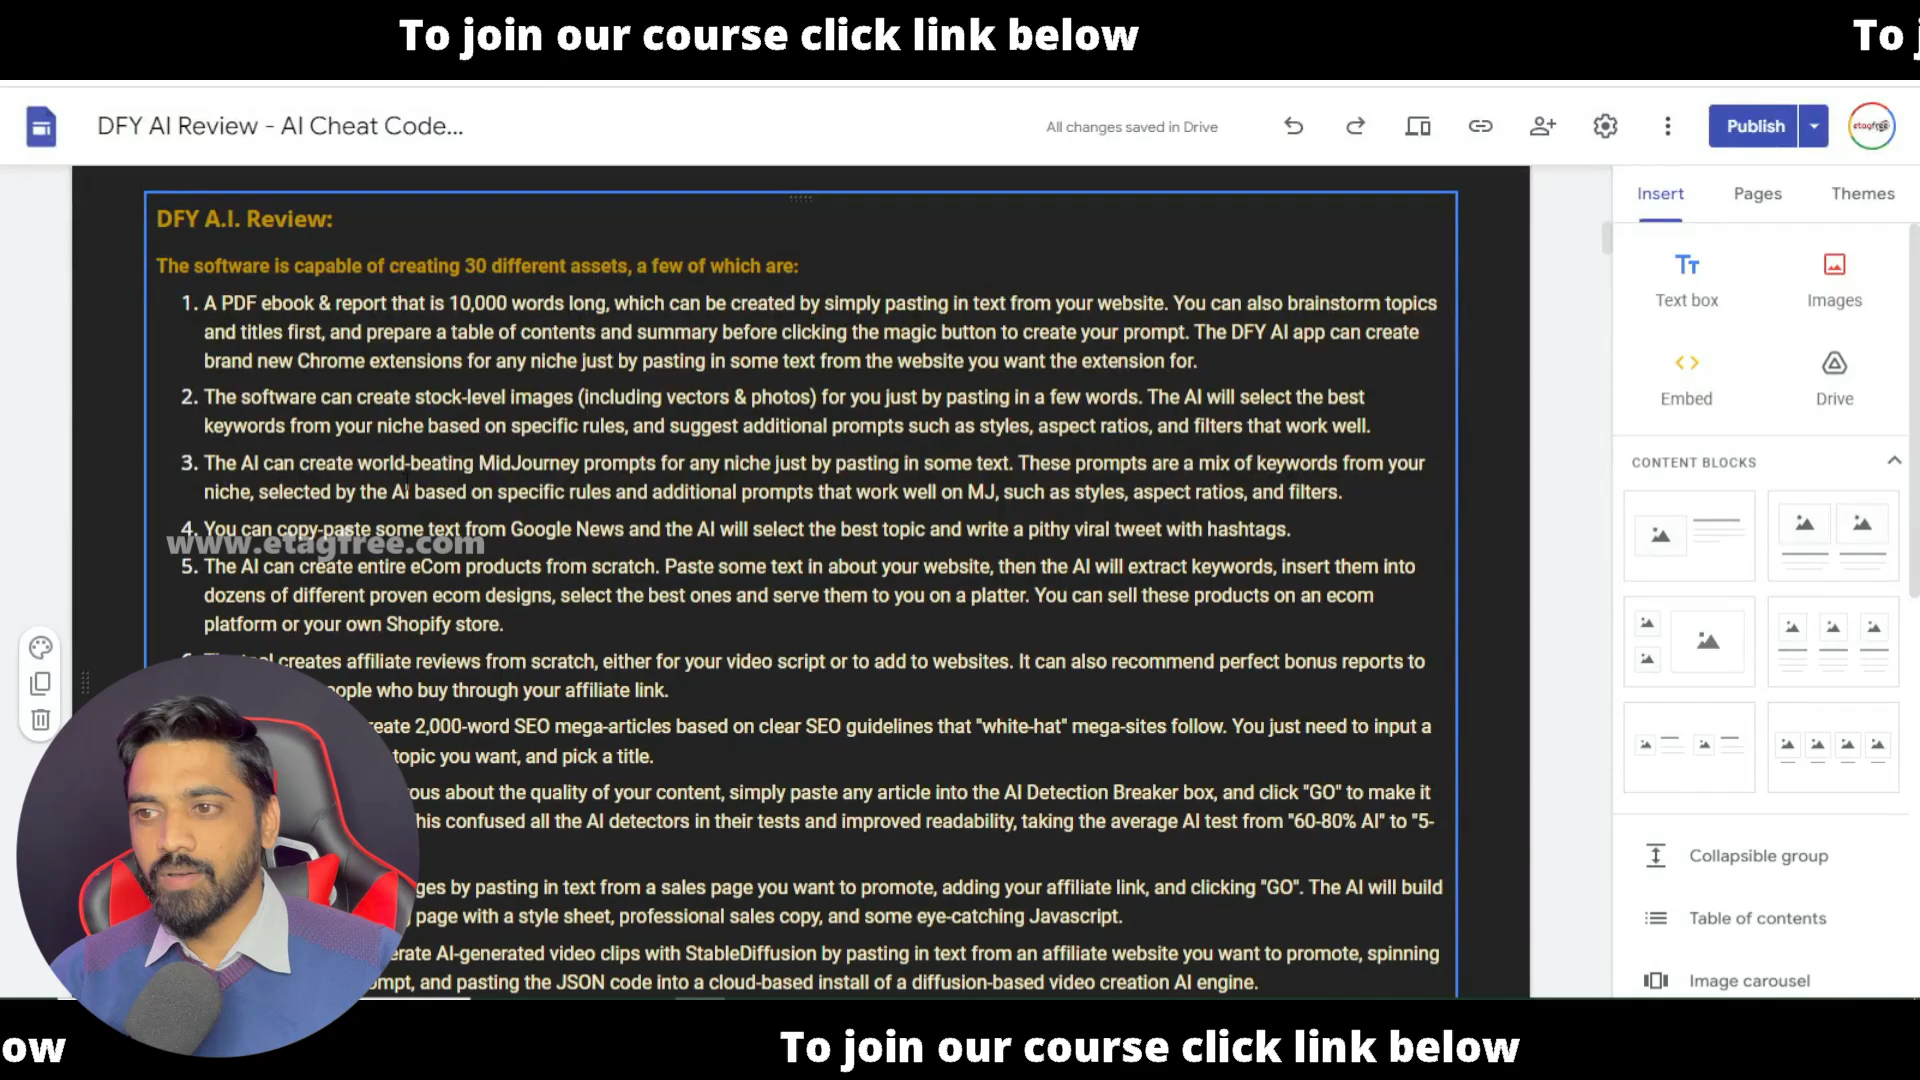 To join our course click link below
To j
DFY AI Review - AI Cheat Code...
All changes saved in Drive
Publish
etagfree
Insert
Pages
Themes
DFY A.I. Review:
The software is capable of creating 30 different assets, a few of which are:
1. A PDF ebook & report that is 10,000 words long, which can be created by simply pasting in text from your website. You can also brainstorm topics
and titles first, and prepare a table of contents and summary before clicking the magic button to create your prompt. The DFY AI app can create
brand new Chrome extensions for any niche just by pasting in some text from the website you want the extension for.
2. The software can create stock-level images (including vectors & photos) for you just by pasting in a few words. The AI will select the best
keywords from your niche based on specific rules, and suggest additional prompts such as styles, aspect ratios, and filters that work well.
3. The AI can create world-beating MidJourney prompts for any niche just by pasting in some text. These prompts are a mix of keywords from your
niche, selected by the AI based on specific rules and additional prompts that work well on MJ, such as styles, aspect ratios, and filters.
4. You can copy-paste some text from Google News and the AI will select the best topic and write a pithy viral tweet with hashtags.
www.etagfree.com
5. The AI can create entire eCom products from scratch. Paste some text in about your website, then the AI will extract keywords, insert them into
dozens of different proven ecom designs, select the best ones and serve them to you on a platter. You can sell these products on an ecom
platform or your own Shopify store.
creates affiliate reviews from scratch, either for your video script or to add to websites. It can also recommend perfect bonus reports to
ople who buy through your affiliate link.
eate 2,000-word SEO mega-articles based on clear SEO guidelines that "white-hat" mega-sites follow. You just need to input a
topic you want, and pick a title.
ous about the quality of your content, simply paste any article into the AI Detection Breaker box, and click "GO" to make it
his confused all the AI detectors in their tests and improved readability, taking the average AI test from "60-80% AI" to "5-
ges by pasting in text from a sales page you want to promote, adding your affiliate link, and clicking "GO". The AI will build
page with a style sheet, professional sales copy, and some eye-catching Javascript.
erate AI-generated video clips with StableDiffusion by pasting in text from an affiliate website you want to promote, spinning
ompt, and pasting the JSON code into a cloud-based install of a diffusion-based video creation AI engine.
Text box
Images
Embed
Drive
CONTENT BLOCKS
Collapsible group
Table of contents
Image carousel
ow
To join our course click link below